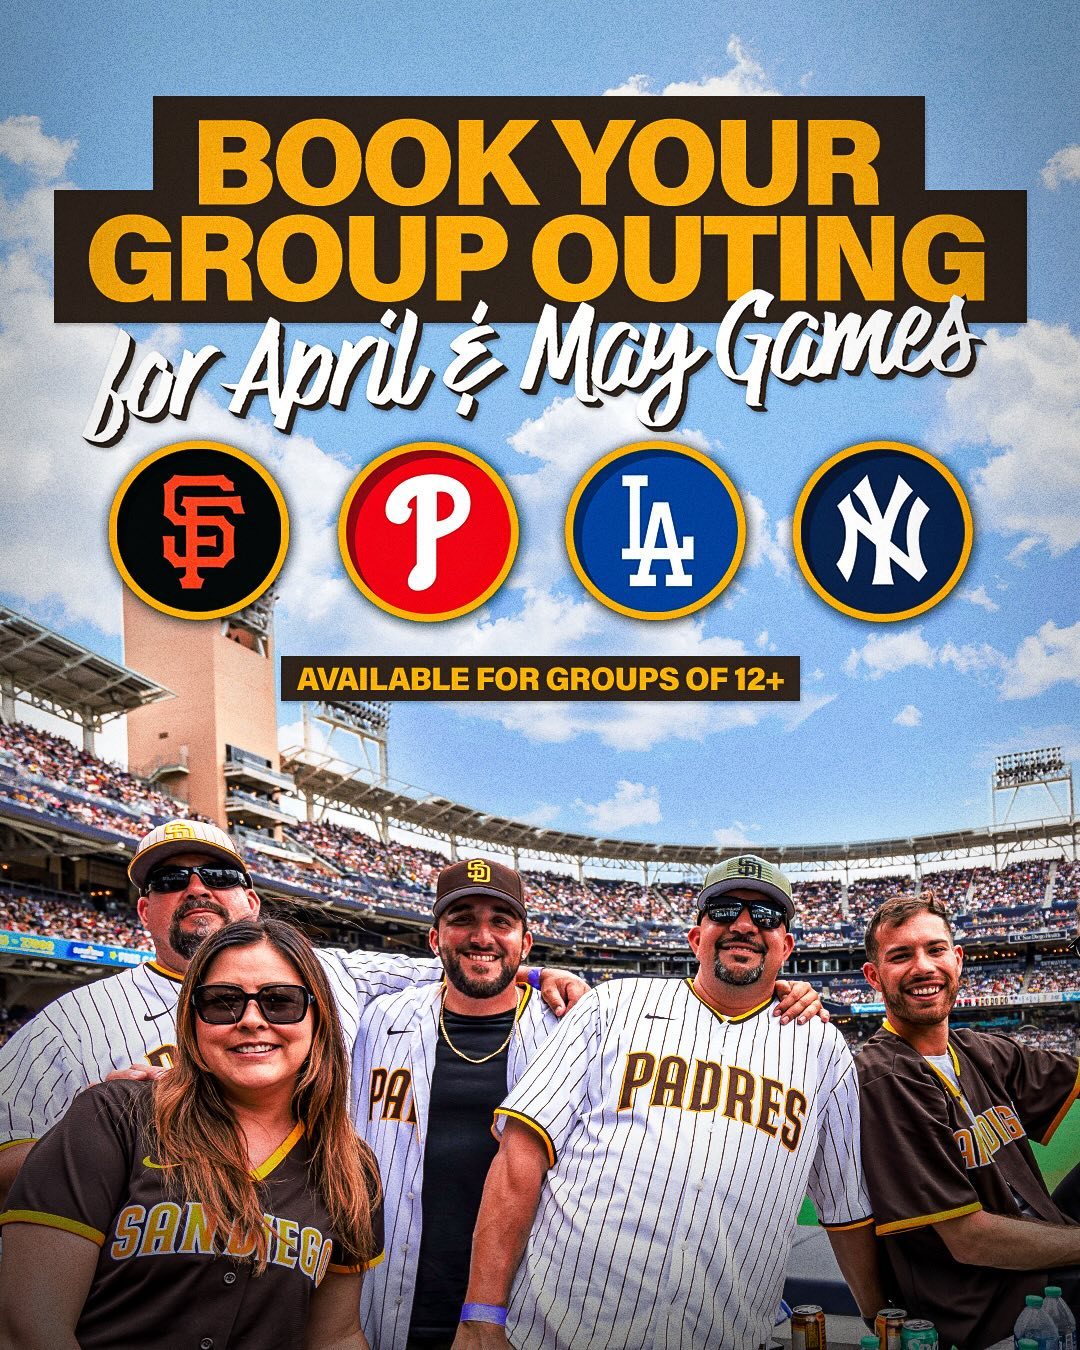 BOOK YOUR
GROUP OUTING
for April & May Games
SF
P
LA
NY
AVAILABLE FOR GROUPS OF 12+
SD
SD
SD
PA
PADRES
SAN DIEGO